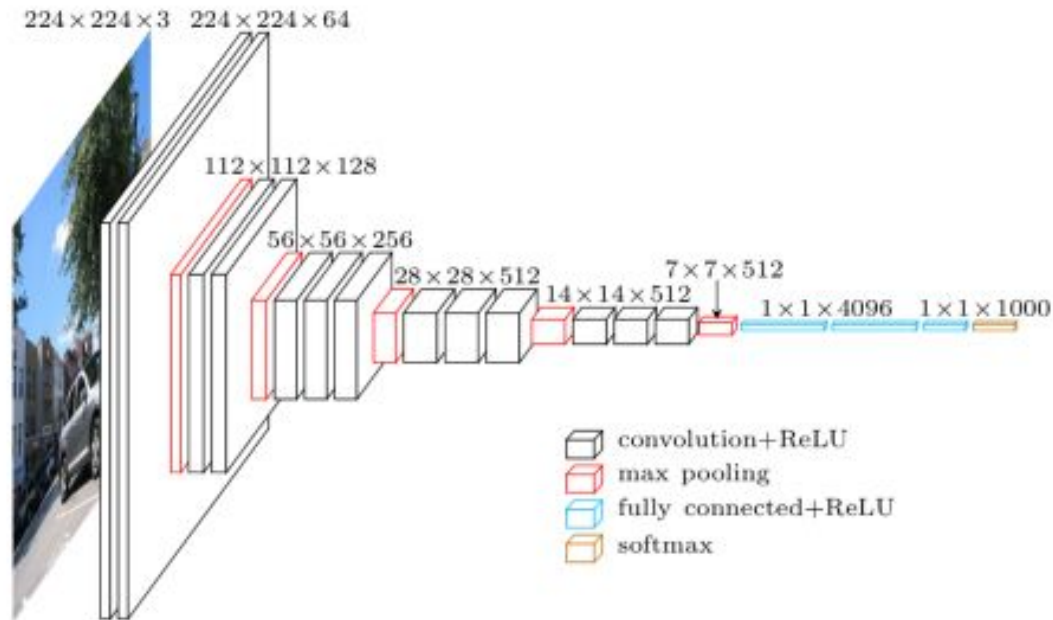 224×224×3
224×224×64
112×112×128
56×56×256
28×28×512
14×14×512
7×7×512
1×1×4096
1×1×1000
convolution+ReLU
max pooling
fully connected+ReLU
softmax